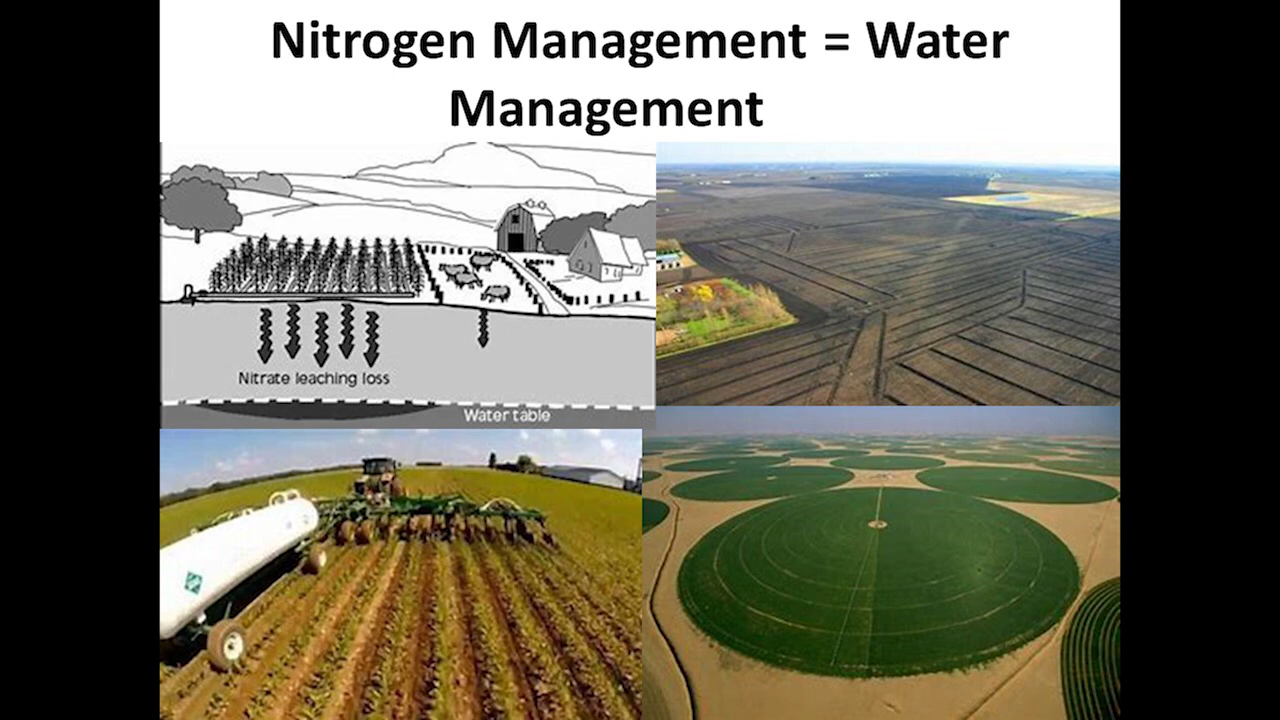 Nitrogen Management = Water
Management
Nitrate leaching loss
Water table